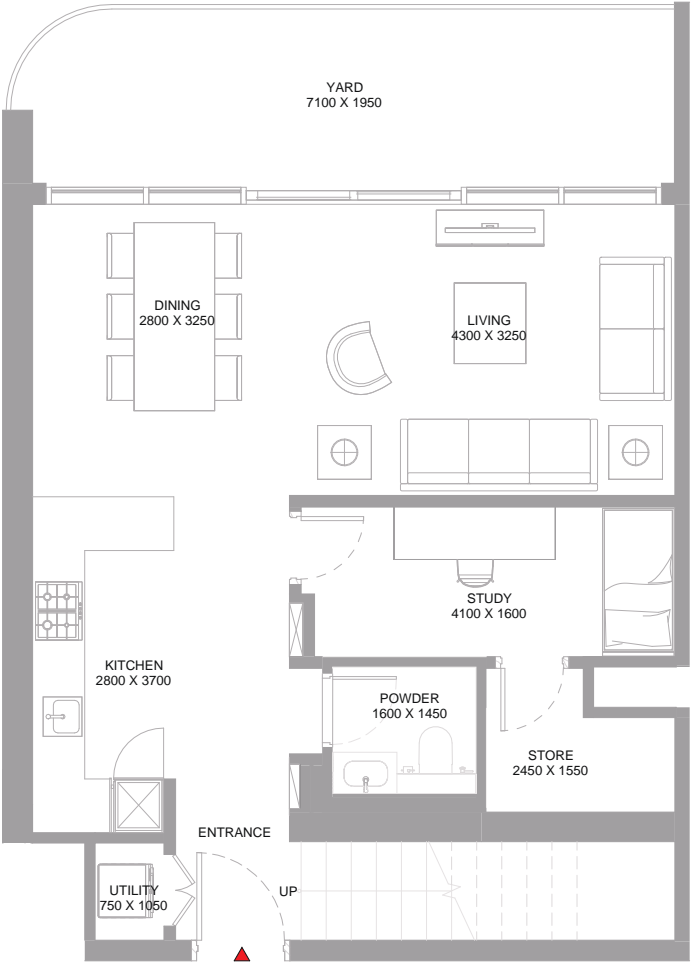 YARD
7100 X 1950
DINING
2800 X 3250
LIVING
4300 X 3250
STUDY
4100 X 1600
KITCHEN
2800 X 3700
POWDER
1600 X 1450
STORE
2450 X 1550
ENTRANCE
UTILITY
750 X 1050
UP